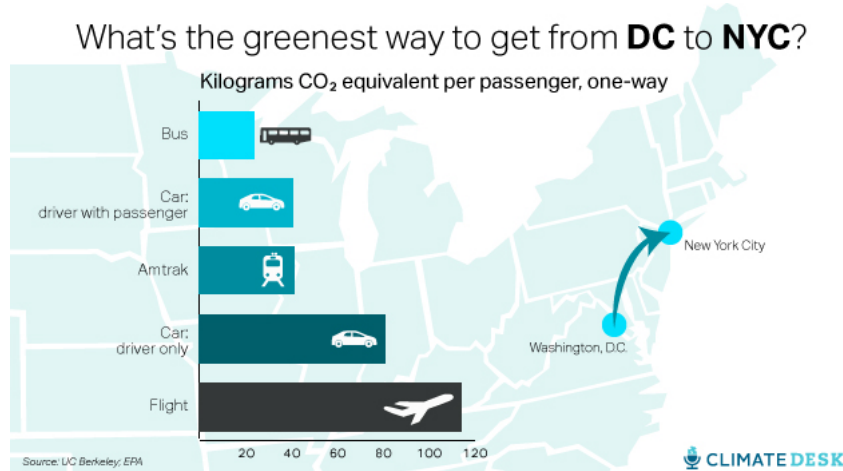 What's the greenest way to get from DC to NYC?
Kilograms CO₂ equivalent per passenger, one-way
Bus
Car:
driver with passenger
Amtrak
Car:
driver only
Flight
20 40 60 80 100 120
New York City
Washington, D.C.
Source: UC Berkeley; EPA
CLIMATE DESK